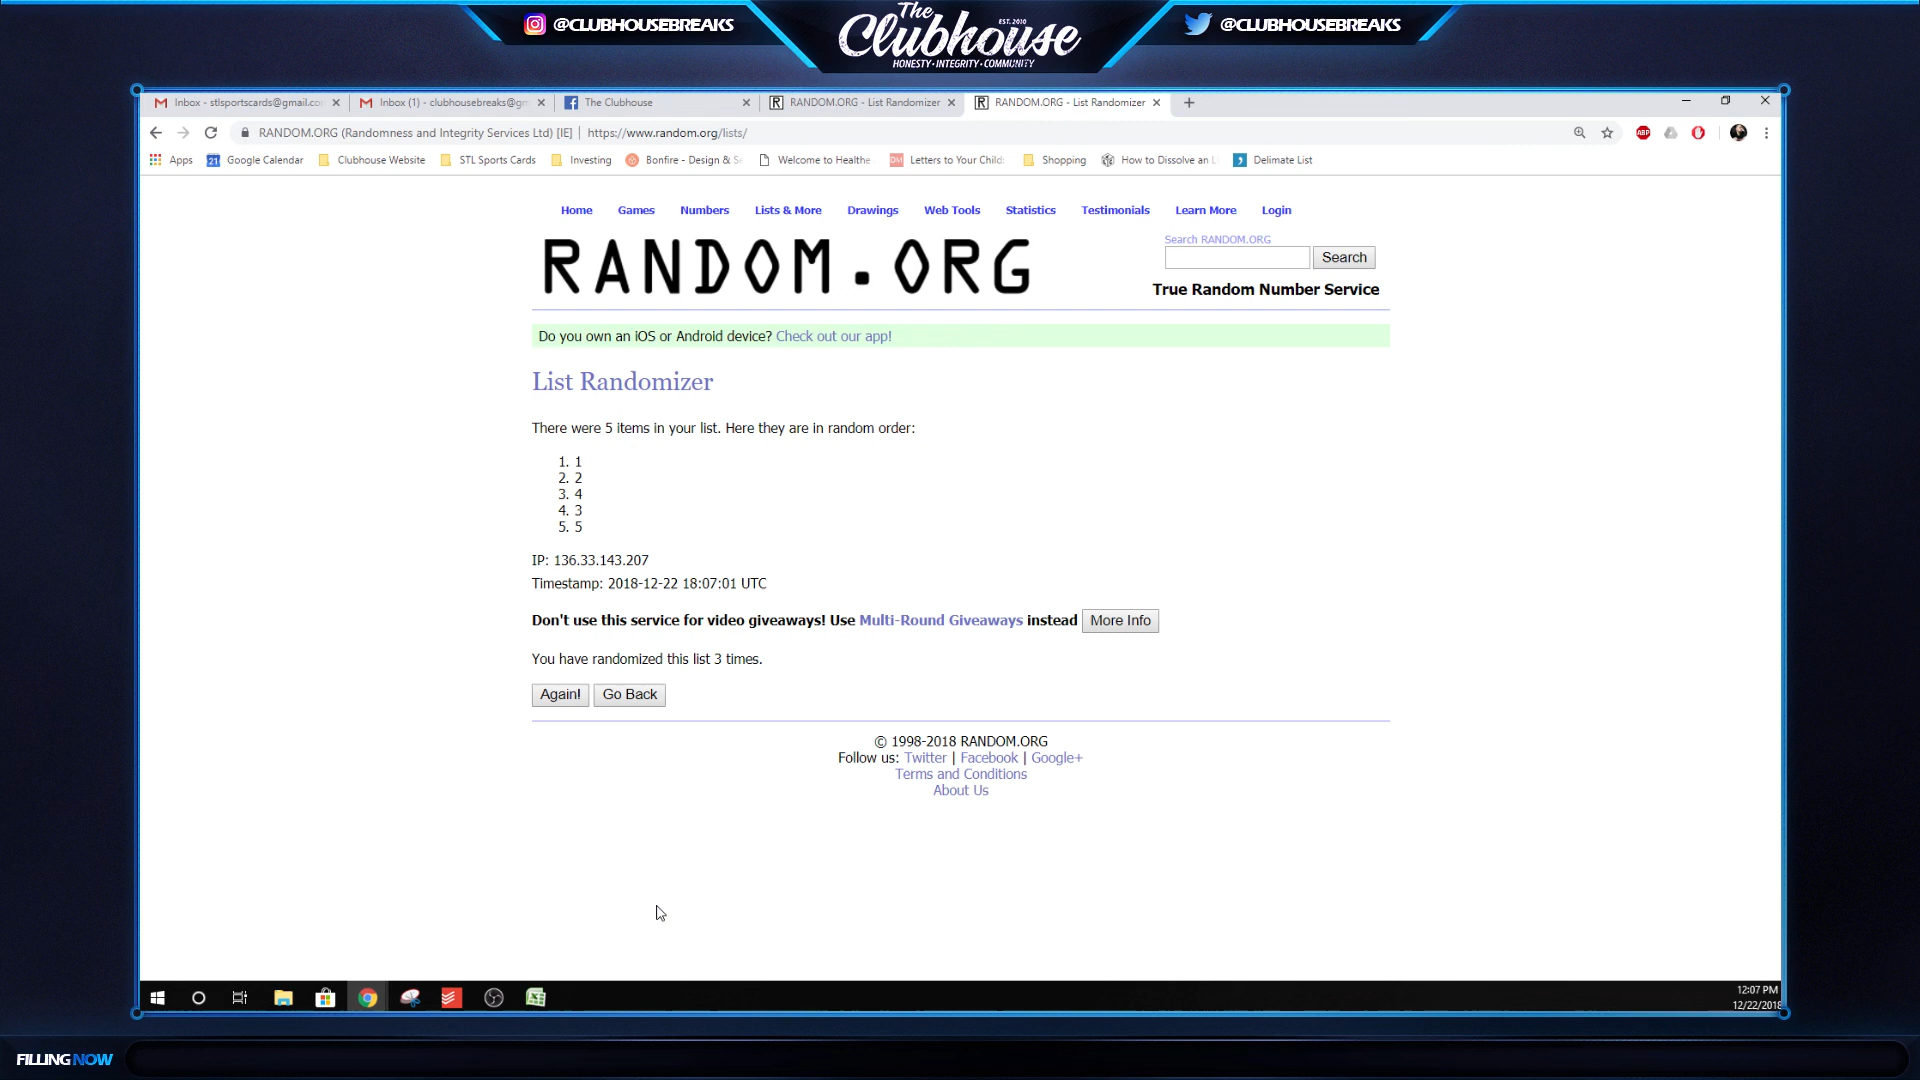 @CLUBHOUSEBREAKS
The
Clubhouse
EST. 2010
HONESTY•INTEGRITY•COMMUNITY
@CLUBHOUSEBREAKS
Inbox - stlsportscards@gmail.co
Inbox (1) - clubhousebreaks@gm
The Clubhouse
RANDOM.ORG - List Randomizer
RANDOM.ORG - List Randomizer
RANDOM.ORG (Randomness and Integrity Services Ltd) [IE] | https://www.random.org/lists/
ABP
Apps
21
Google Calendar
Clubhouse Website
STL Sports Cards
Investing
Bonfire - Design & S
Welcome to Healthe
DM
Letters to Your Child
Shopping
How to Dissolve an L
Delimate List
Home Games Numbers Lists & More Drawings Web Tools Statistics Testimonials Learn More Login
RANDOM.ORG
Search RANDOM.ORG
Search
True Random Number Service
Do you own an iOS or Android device? Check out our app!
List Randomizer
There were 5 items in your list. Here they are in random order:
1. 1
2. 2
3. 4
4. 3
5. 5
IP: 136.33.143.207
Timestamp: 2018-12-22 18:07:01 UTC
Don't use this service for video giveaways! Use Multi-Round Giveaways instead More Info
You have randomized this list 3 times.
Again! Go Back
© 1998-2018 RANDOM.ORG
Follow us: Twitter | Facebook | Google+
Terms and Conditions
About Us
12:07 PM
12/22/2018
FILLING NOW